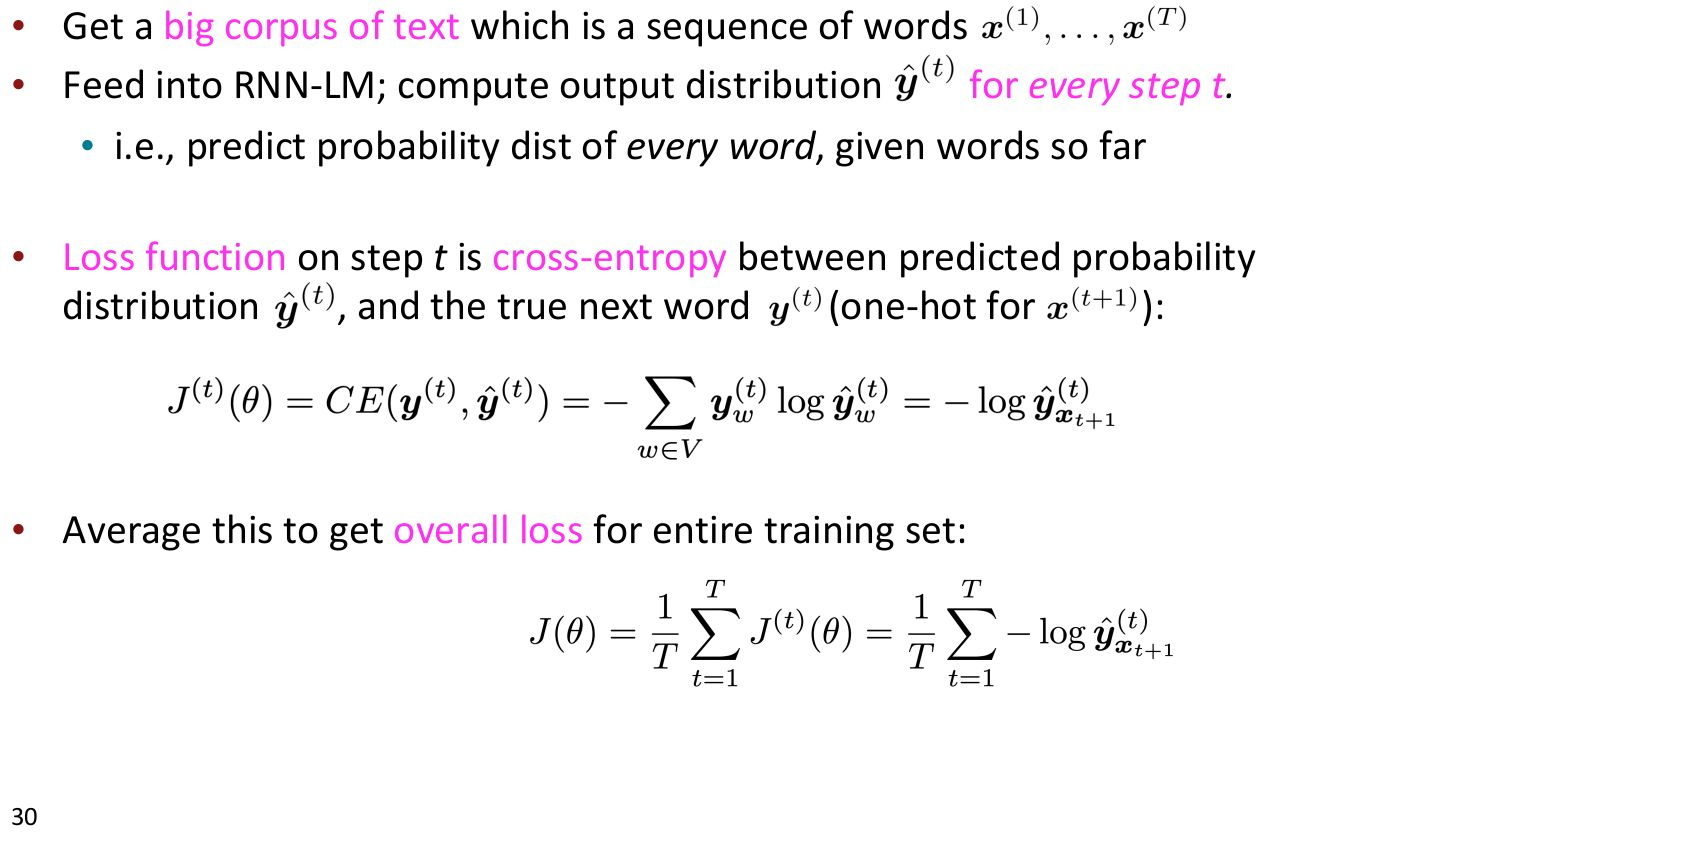 • Get a big corpus of text which is a sequence of words $\boldsymbol{x}^{(1)}, \ldots, \boldsymbol{x}^{(T)}$
• Feed into RNN-LM; compute output distribution $\hat{\boldsymbol{y}}^{(t)}$ for every step t.
• i.e., predict probability dist of every word, given words so far
• Loss function on step t is cross-entropy between predicted probability
distribution $\hat{\boldsymbol{y}}^{(t)}$, and the true next word $\boldsymbol{y}^{(t)}$ (one-hot for $\boldsymbol{x}^{(t+1)}$):
$J^{(t)}(\theta) = CE(\boldsymbol{y}^{(t)}, \hat{\boldsymbol{y}}^{(t)}) = -\sum_{w \in V} \boldsymbol{y}_w^{(t)} \log \hat{\boldsymbol{y}}_w^{(t)} = -\log \hat{\boldsymbol{y}}_{\boldsymbol{x}_{t+1}}^{(t)}$
• Average this to get overall loss for entire training set:
$J(\theta) = \frac{1}{T} \sum_{t=1}^{T} J^{(t)}(\theta) = \frac{1}{T} \sum_{t=1}^{T} -\log \hat{\boldsymbol{y}}_{\boldsymbol{x}_{t+1}}^{(t)}$
30